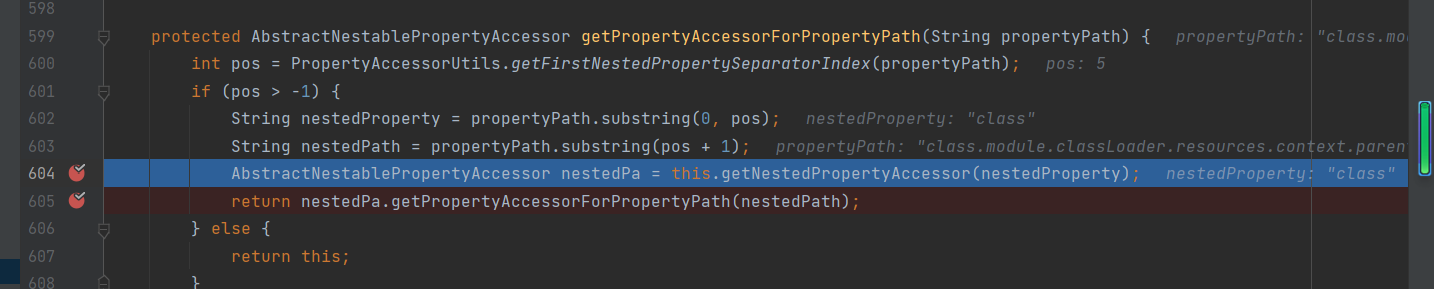 598
599 protected AbstractNestablePropertyAccessor getPropertyAccessorForPropertyPath(String propertyPath) { propertyPath: "class.mo
600 int pos = PropertyAccessorUtils.getFirstNestedPropertySeparatorIndex(propertyPath); pos: 5
601 if (pos > -1) {
602 String nestedProperty = propertyPath.substring(0, pos); nestedProperty: "class"
603 String nestedPath = propertyPath.substring(pos + 1); propertyPath: "class.module.classLoader.resources.context.parent
604 AbstractNestablePropertyAccessor nestedPa = this.getNestedPropertyAccessor(nestedProperty); nestedProperty: "class"
605 return nestedPa.getPropertyAccessorForPropertyPath(nestedPath);
606 } else {
607 return this;
608 }